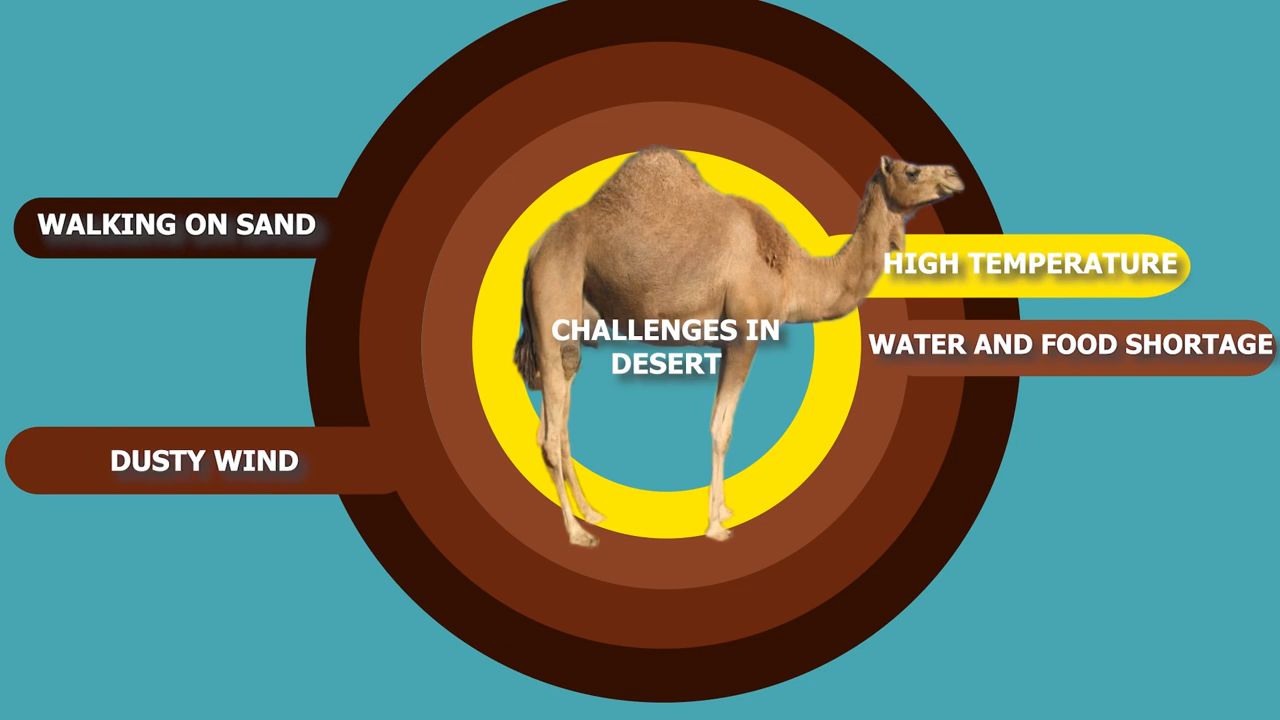 WALKING ON SAND
HIGH TEMPERATURE
CHALLENGES IN
DESERT
WATER AND FOOD SHORTAGE
DUSTY WIND